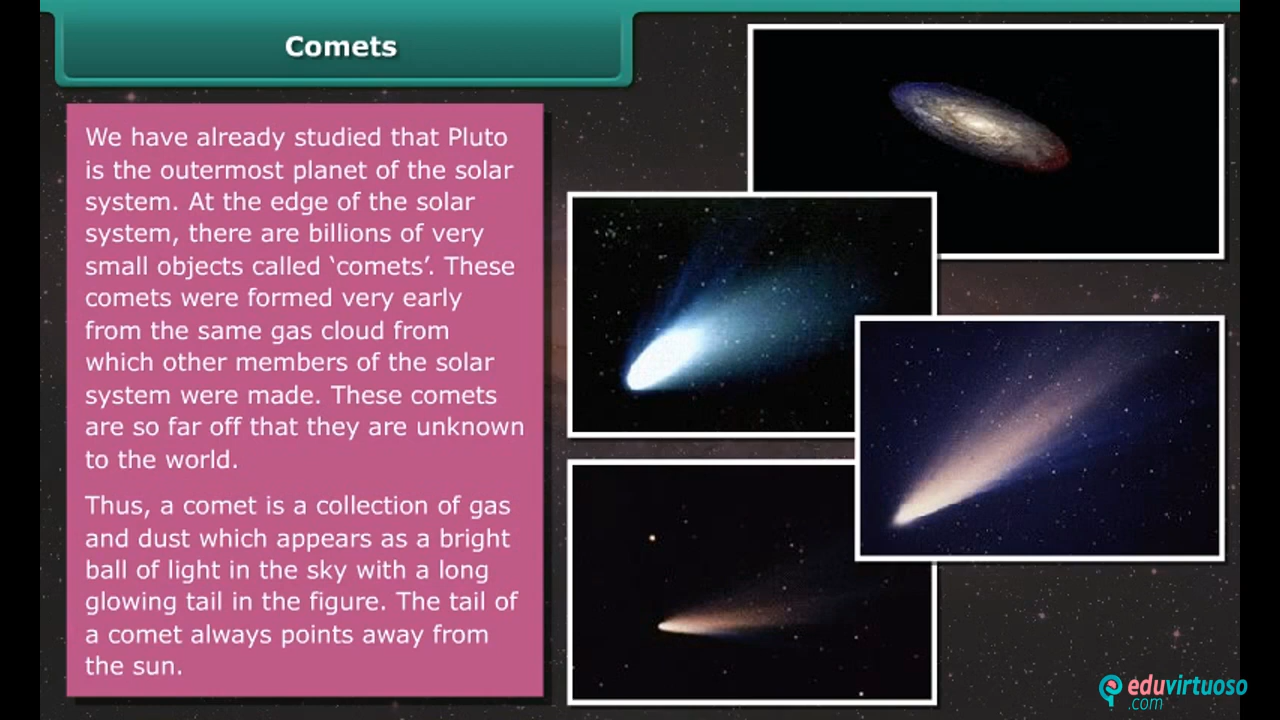 Comets
We have already studied that Pluto
is the outermost planet of the solar
system. At the edge of the solar
system, there are billions of very
small objects called ‘comets’. These
comets were formed very early
from the same gas cloud from
which other members of the solar
system were made. These comets
are so far off that they are unknown
to the world.
Thus, a comet is a collection of gas
and dust which appears as a bright
ball of light in the sky with a long
glowing tail in the figure. The tail of
a comet always points away from
the sun.
eduvirtuoso
.com